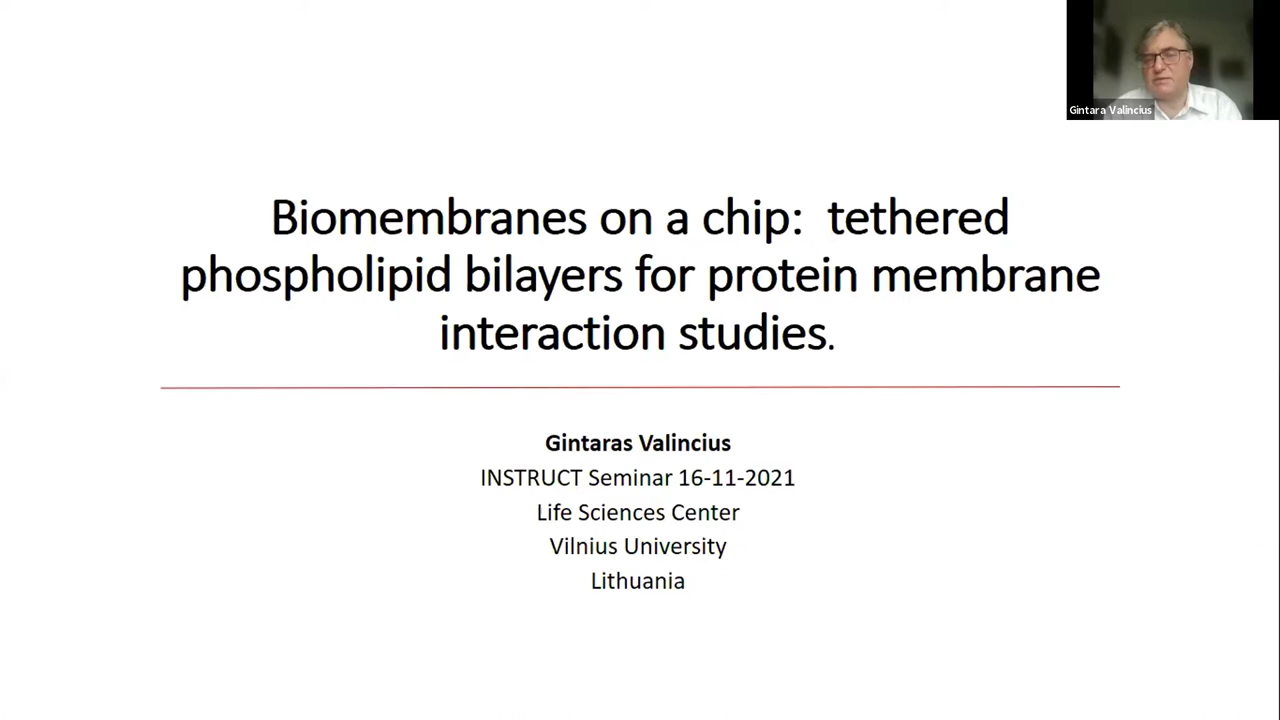 Gintara Valincius
Biomembranes on a chip:  tethered
phospholipid bilayers for protein membrane
interaction studies.
Gintaras Valincius
INSTRUCT Seminar 16-11-2021
Life Sciences Center
Vilnius University
Lithuania